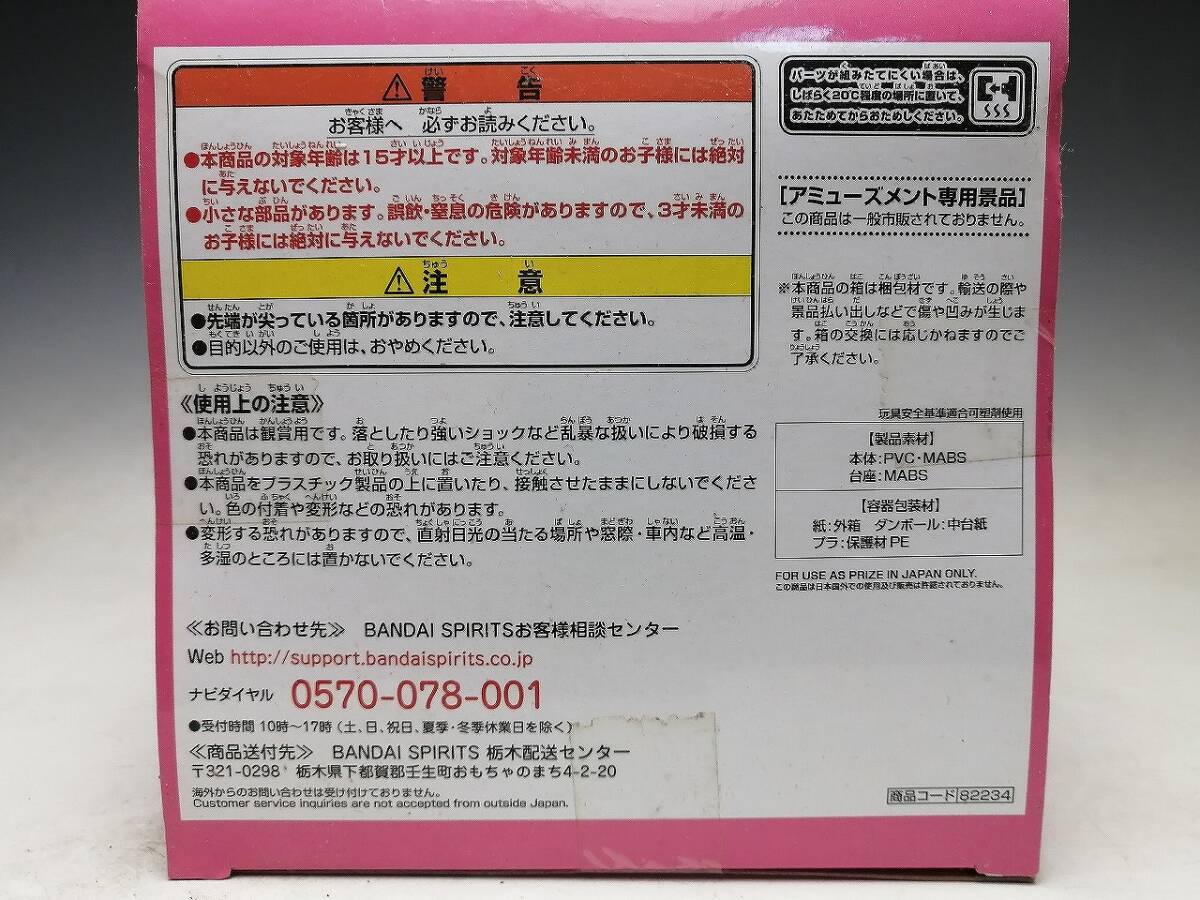 ⚠警告
お客様へ 必ずお読みください。
●本商品の対象年齢は15才以上です。対象年齢未満のお子様には絶対
に与えないでください。
●小さな部品があります。誤飲・窒息の危険がありますので、3才未満の
お子様には絶対に与えないでください。
⚠注意
●先端が尖っている箇所がありますので、注意してください。
●目的以外のご使用は、おやめください。
《使用上の注意》
●本商品は観賞用です。落としたり強いショックなど乱暴な扱いにより破損する
恐れがありますので、お取り扱いにはご注意ください。
●本商品をプラスチック製品の上に置いたり、接触させたままにしないでくださ
い。色の付着や変形などの恐れがあります。
●変形する恐れがありますので、直射日光の当たる場所や窓際・車内など高温・
多湿のところには置かないでください。
≪お問い合わせ先≫ BANDAI SPIRITSお客様相談センター
Web http://support.bandaispirits.co.jp
ナビダイヤル 0570-078-001
●受付時間 10時～17時(土、日、祝日、夏季・冬季休業日を除く)
≪商品送付先≫ BANDAI SPIRITS 栃木配送センター
〒321-0298 栃木県下都賀郡壬生町おもちゃのまち4-2-20
海外からのお問い合わせは受け付けておりません。
Customer service inquiries are not accepted from outside Japan.
パーツが組みたてにくい場合は、
しばらく20℃程度の場所に置いて、
あたためてからおためしください。
[アミューズメント専用景品]
この商品は一般市販されておりません。
※本商品の箱は梱包材です。輸送の際や
景品払い出しなどで傷や凹みが生じま
す。箱の交換には応じかねますのでご
了承ください。
玩具安全基準適合可塑剤使用
【製品素材】
本体:PVC・MABS
台座:MABS
【容器包装材】
紙:外箱 ダンボール:中台紙
プラ:保護材PE
FOR USE AS PRIZE IN JAPAN ONLY.
この商品は日本国外での使用及び販売は許諾されておりません。
商品コード 82234